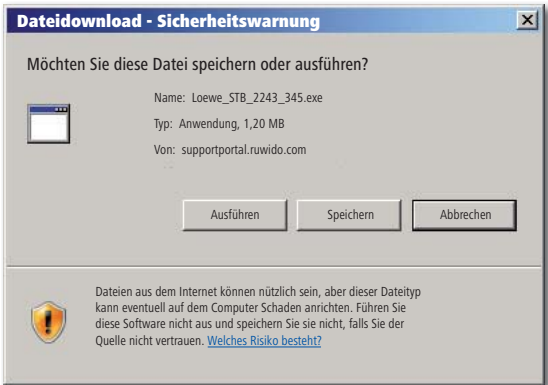 Dateidownload - Sicherheitswarnung
Möchten Sie diese Datei speichern oder ausführen?
Name: Loewe_STB_2243_345.exe
Typ: Anwendung, 1,20 MB
Von: supportportal.ruwido.com
Ausführen Speichern Abbrechen
Dateien aus dem Internet können nützlich sein, aber dieser Dateityp
kann eventuell auf dem Computer Schaden anrichten. Führen Sie
diese Software nicht aus und speichern Sie sie nicht, falls Sie der
Quelle nicht vertrauen. Welches Risiko besteht?